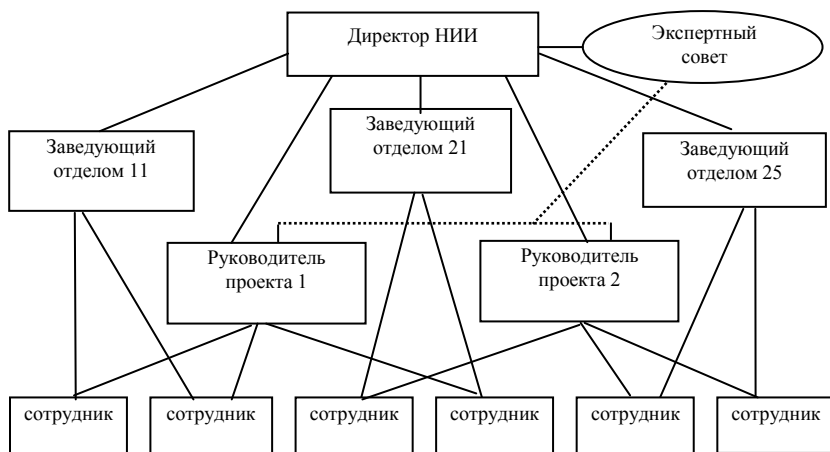 Директор НИИ
Экспертный
совет
Заведующий
отделом 11
Заведующий
отделом 21
Заведующий
отделом 25
Руководитель
проекта 1
Руководитель
проекта 2
сотрудник
сотрудник
сотрудник
сотрудник
сотрудник
сотрудник